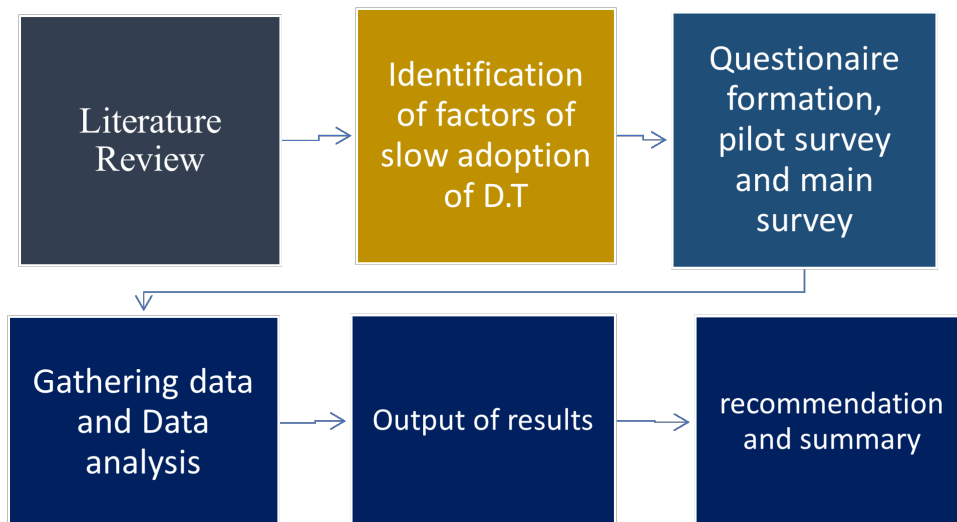 Literature
Review
Identification
of factors of
slow adoption
of D.T
Questionaire
formation,
pilot survey
and main
survey
Gathering data
and Data
analysis
Output of results
recommendation
and summary